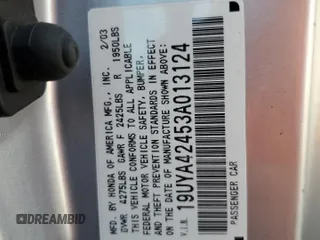 MFD. BY HONDA OF AMERICA MFG., INC. 2/03
GVWR 4275LBS GAWR F 2425LBS R 1950LBS
THIS VEHICLE CONFORMS TO ALL APPLICABLE
FEDERAL MOTOR VEHICLE SAFETY, BUMPER,
AND THEFT PREVENTION STANDARDS IN EFFECT
ON THE DATE OF MANUFACTURE SHOWN ABOVE.
V.I.N. 19UYA42453A013124
PASSENGER CAR
DREAMBID